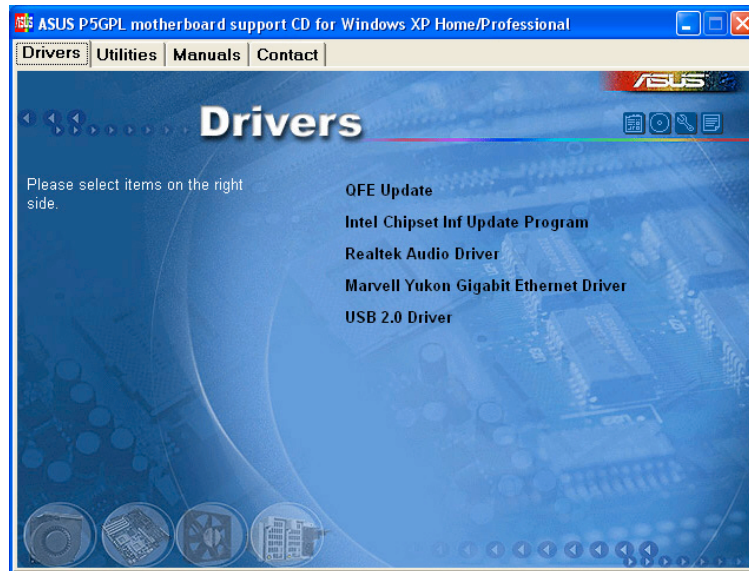 ASUS P5GPL motherboard support CD for Windows XP Home/Professional
Drivers Utilities Manuals Contact
ASUS
Drivers
Please select items on the right
side.
QFE Update
Intel Chipset Inf Update Program
Realtek Audio Driver
Marvell Yukon Gigabit Ethernet Driver
USB 2.0 Driver